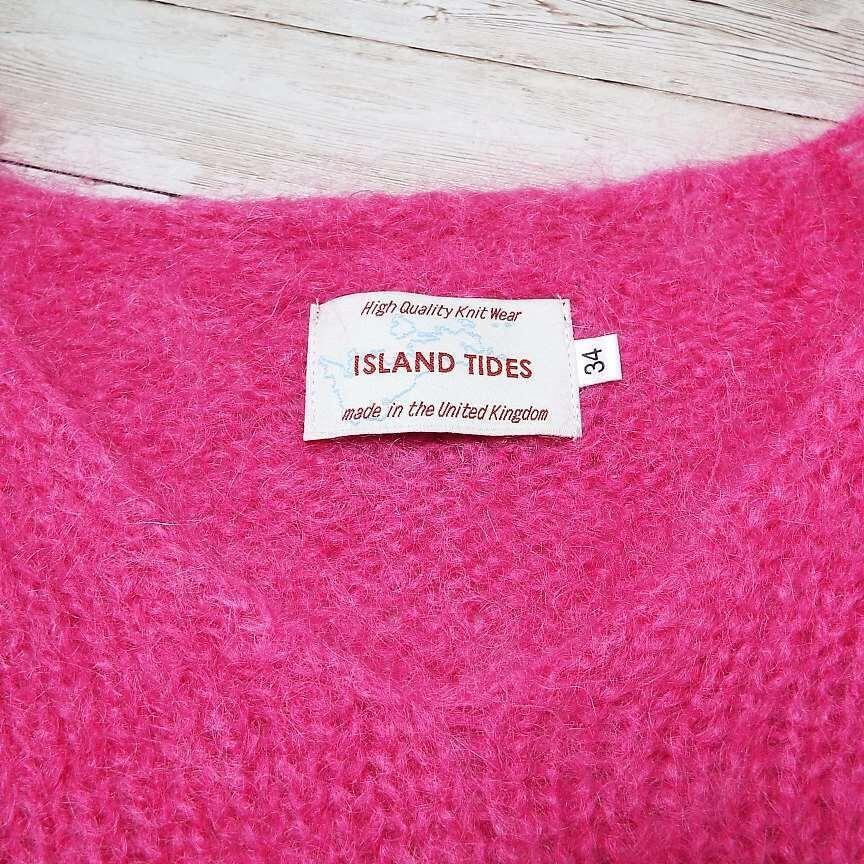 High Quality Knit Wear
ISLAND TIDES
made in the United Kingdom
34